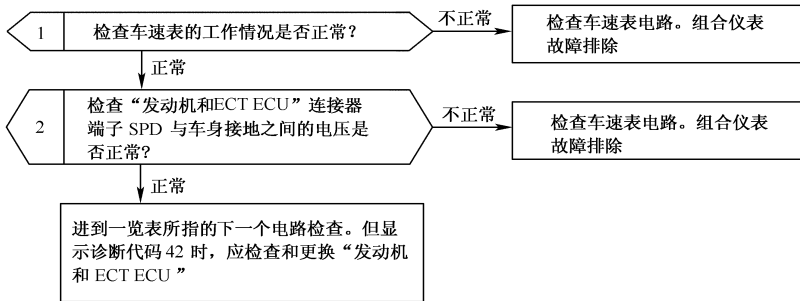 1
检查车速表的工作情况是否正常?
不正常
检查车速表电路。组合仪表
故障排除
正常
2
检查“发动机和ECT ECU”连接器
端子 SPD 与车身接地之间的电压是
否正常?
不正常
检查车速表电路。组合仪表
故障排除
正常
进到一览表所指的下一个电路检查。但显
示诊断代码 42 时，应检查和更换“发动机
和 ECT ECU ”